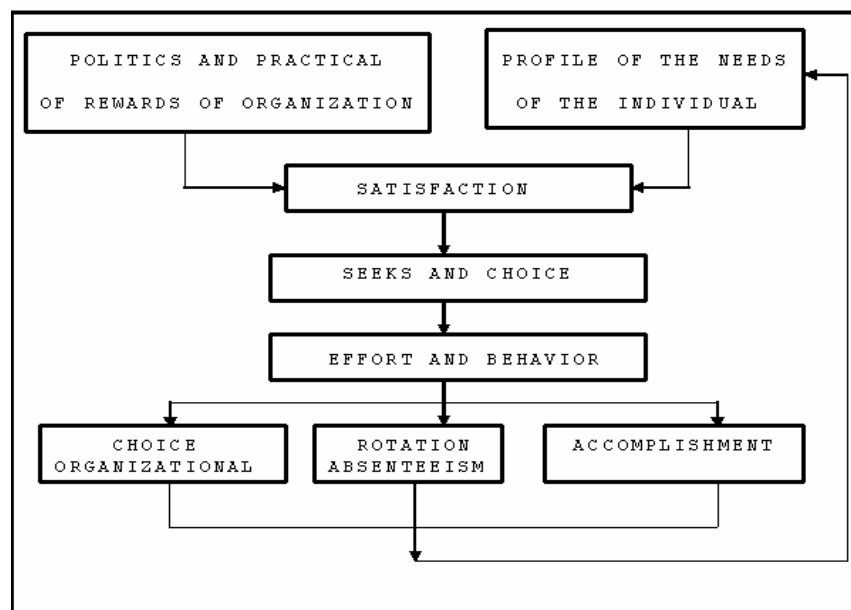 POLITICS AND PRACTICAL
OF REWARDS OF ORGANIZATION
PROFILE OF THE NEEDS
OF THE INDIVIDUAL
SATISFACTION
SEEKS AND CHOICE
EFFORT AND BEHAVIOR
CHOICE
ORGANIZATIONAL
ROTATION
ABSENTEEISM
ACCOMPLISHMENT